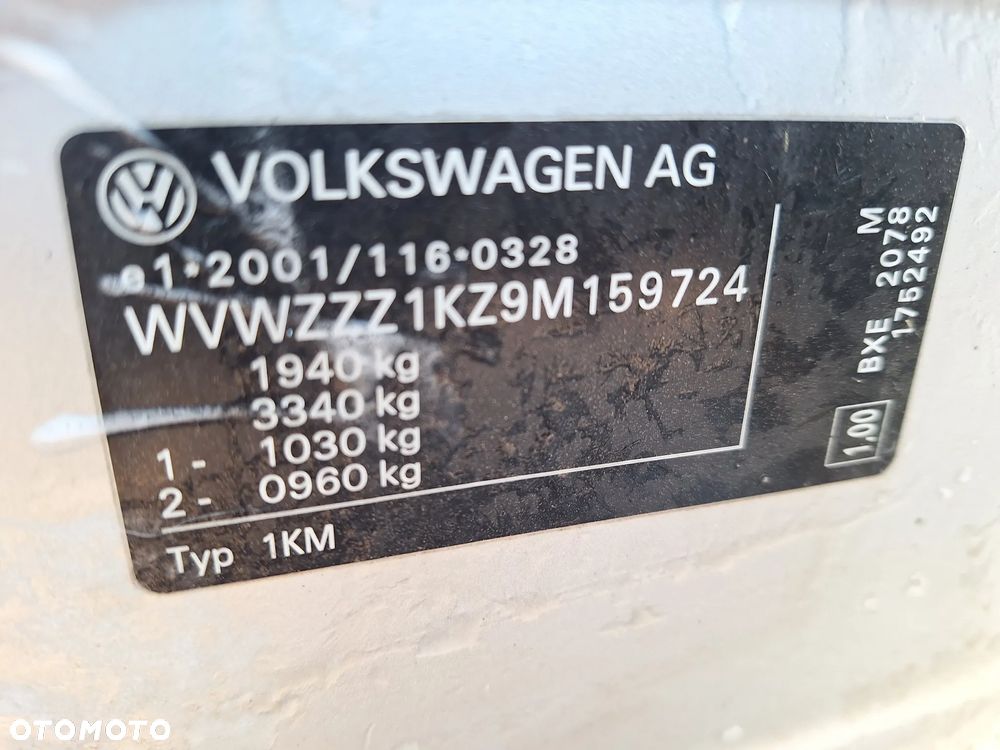 VOLKSWAGEN AG
e1*2001/116*0328
WVWZZZ1KZ9M159724
1940 kg
3340 kg
1 - 1030 kg
2 - 0960 kg
Typ 1KM
M
BXE 2078
1752492
1.00
OTOMOTO